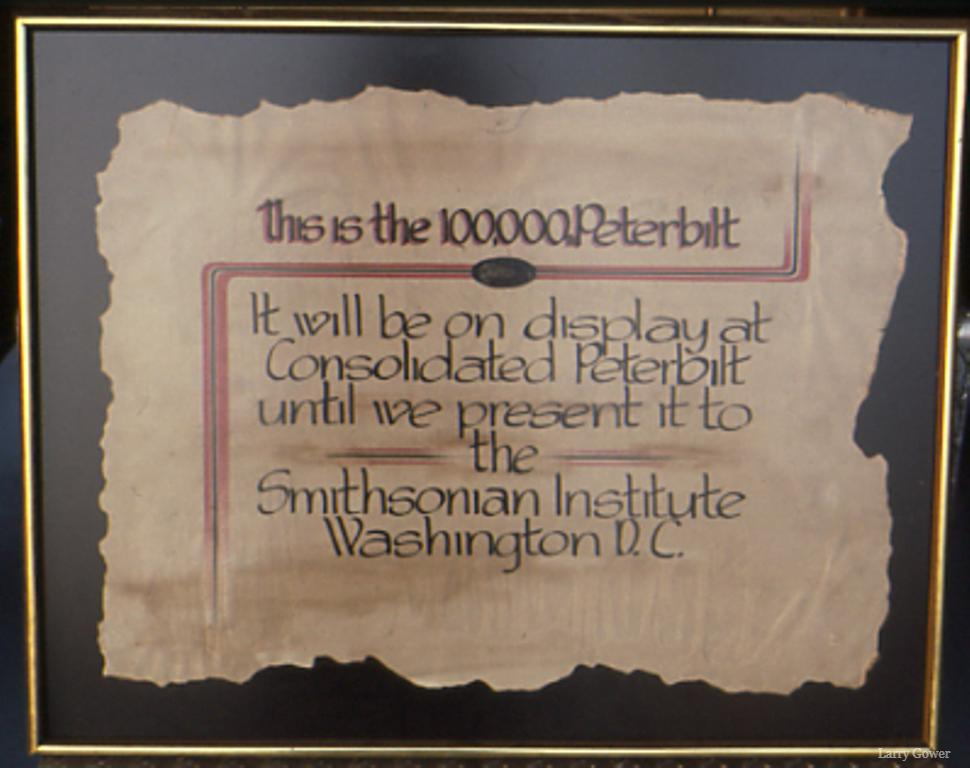 This is the 100,000 Peterbilt
It will be on display at
Consolidated Peterbilt
until we present it to
the
Smithsonian Institute
Washington D.C.
Larry Gower